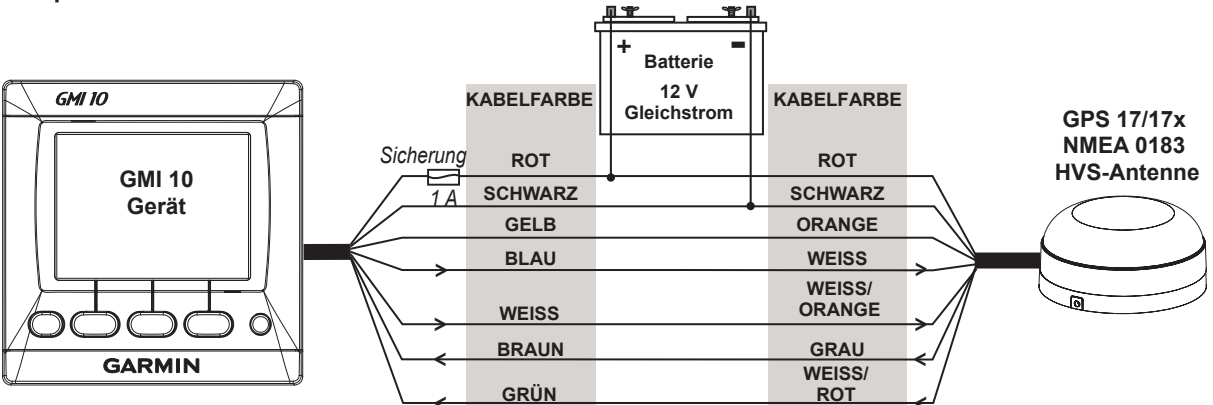 GMI 10
GMI 10
Gerät
GARMIN
Sicherung
1 A
KABELFARBE
ROT
SCHWARZ
GELB
BLAU
WEISS
BRAUN
GRÜN
+ -
Batterie
12 V
Gleichstrom
KABELFARBE
ROT
SCHWARZ
ORANGE
WEISS
WEISS/
ORANGE
GRAU
WEISS/
ROT
GPS 17/17x
NMEA 0183
HVS-Antenne